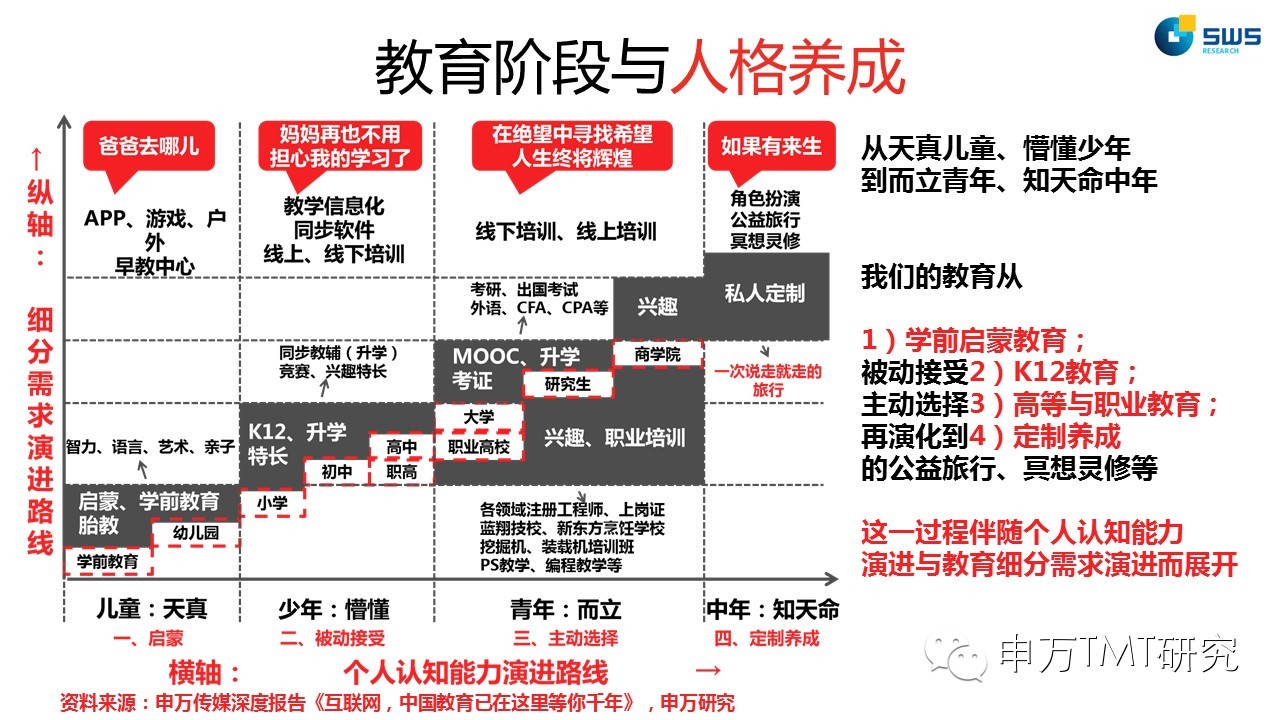 SWS
RESEARCH
教育阶段与人格养成
爸爸去哪儿
妈妈再也不用
担心我的学习了
在绝望中寻找希望
人生终将辉煌
如果有来生
APP、游戏、户
外
早教中心
教学信息化
同步软件
线上、线下培训
线下培训、线上培训
角色扮演
公益旅行
冥想灵修
↑纵轴： 细分需求演进路线
考研、出国考试
外语、CFA、CPA等
兴趣
私人定制
同步教辅（升学）
竞赛、兴趣特长
MOOC、升学
考证
商学院
研究生
一次说走就走的
旅行
智力、语言、艺术、亲子
K12、升学
特长
大学
高中
职业高校
初中
职高
兴趣、职业培训
启蒙、学前教育
胎教
幼儿园
小学
学前教育
各领域注册工程师、上岗证
蓝翔技校、新东方烹饪学校
挖掘机、装载机培训班
PS教学、编程教学等
儿童：天真
少年：懵懂
青年：而立
中年：知天命
一、启蒙
二、被动接受
三、主动选择
四、定制养成
横轴： 个人认知能力演进路线 →
资料来源：申万传媒深度报告《互联网，中国教育已在这里等你千年》，申万研究
从天真儿童、懵懂少年
到而立青年、知天命中年
我们的教育从
1）学前启蒙教育；
被动接受2）K12教育；
主动选择3）高等与职业教育；
再演化到4）定制养成
的公益旅行、冥想灵修等
这一过程伴随个人认知能力
演进与教育细分需求演进而展开
申万TMT研究